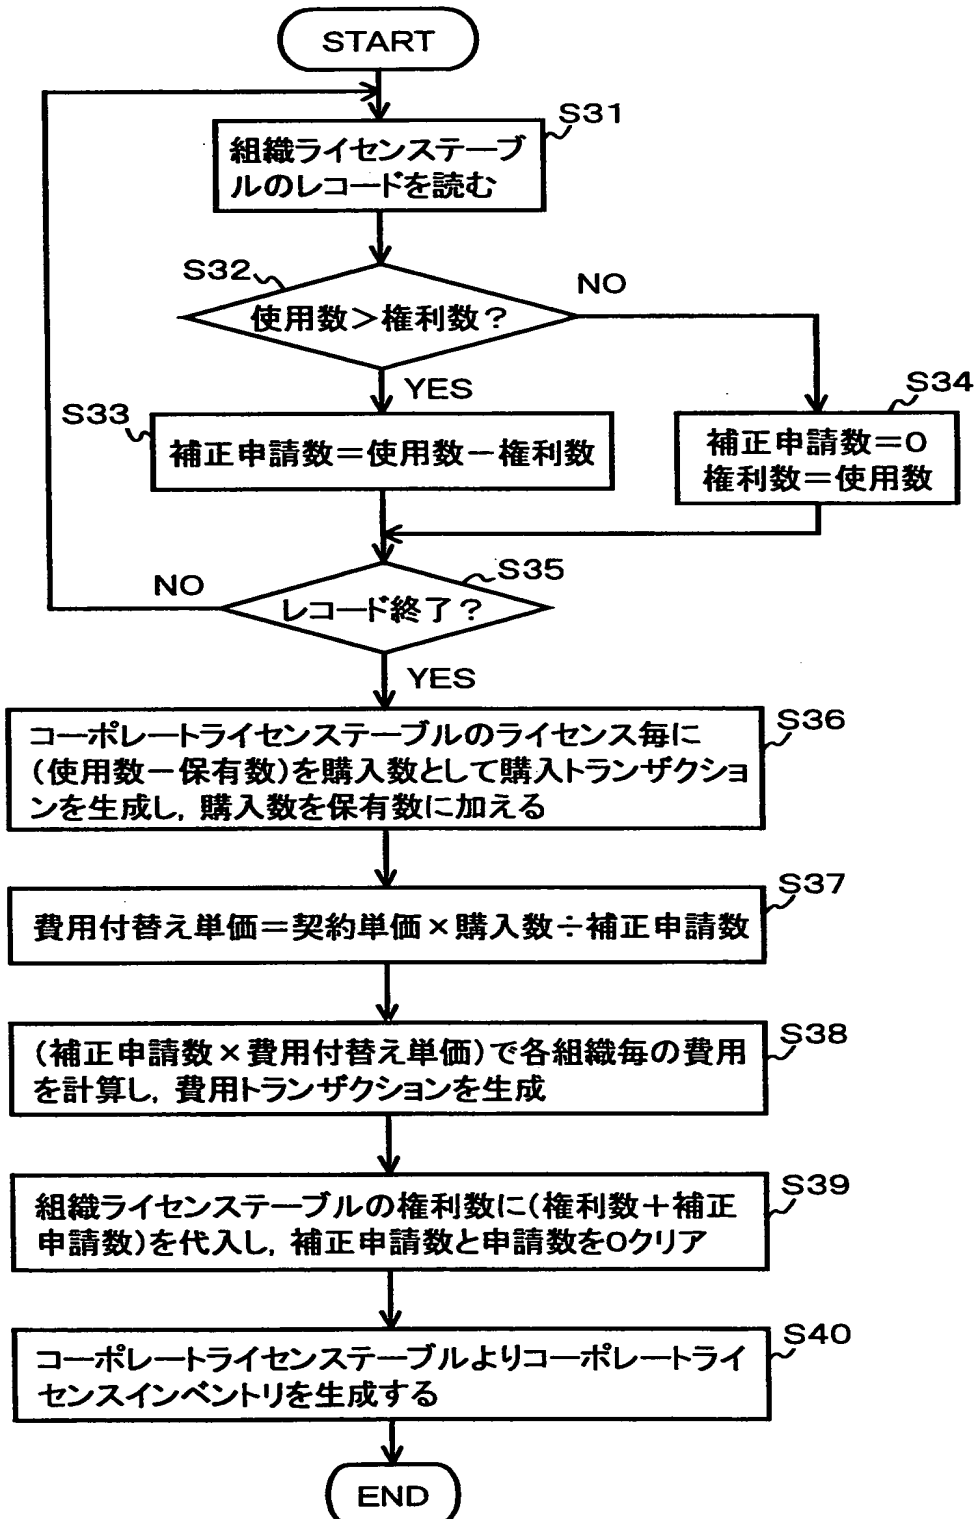 START
S31
組織ライセンステーブ
ルのレコードを読む
S32
使用数>権利数?
NO
YES
S33
補正申請数=使用数-権利数
S34
補正申請数=0
権利数=使用数
S35
レコード終了?
NO
YES
S36
コーポレートライセンステーブルのライセンス毎に
(使用数-保有数)を購入数として購入トランザクショ
ンを生成し,購入数を保有数に加える
S37
費用付替え単価=契約単価×購入数÷補正申請数
S38
(補正申請数×費用付替え単価)で各組織毎の費用
を計算し,費用トランザクションを生成
S39
組織ライセンステーブルの権利数に(権利数+補正
申請数)を代入し,補正申請数と申請数を0クリア
S40
コーポレートライセンステーブルよりコーポレートライ
センスインベントリを生成する
END